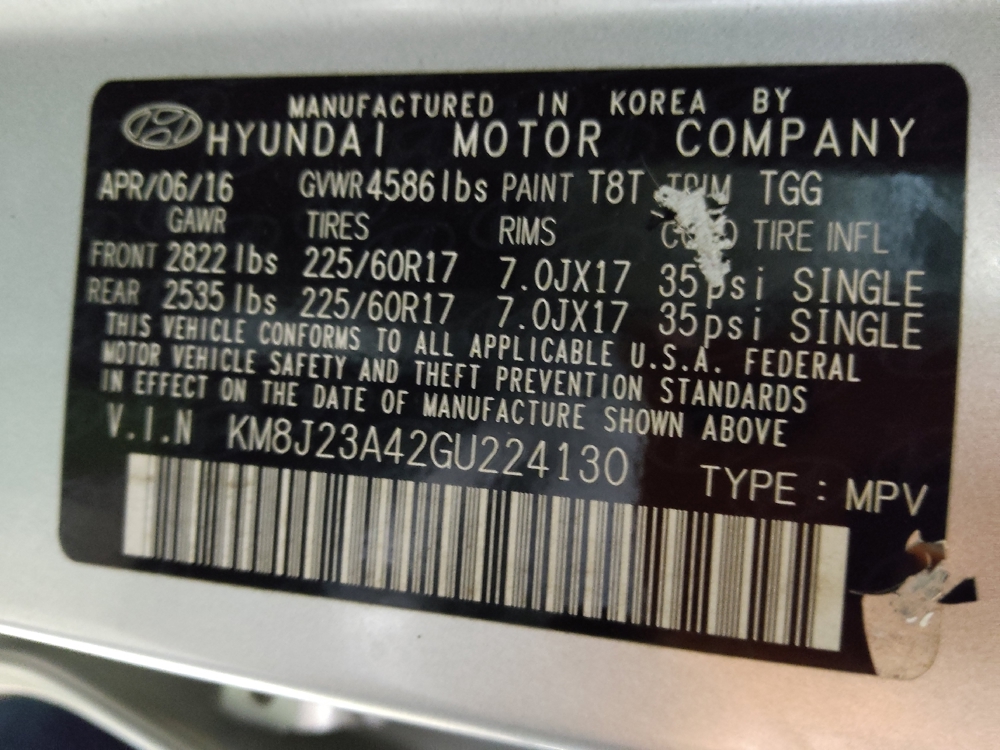 MANUFACTURED IN KOREA BY
HYUNDAI MOTOR COMPANY
APR/06/16 GVWR 4586 lbs PAINT T8T TRIM TGG
GAWR TIRES RIMS COLD TIRE INFL
FRONT 2822 lbs 225/60R17 7.0JX17 35psi SINGLE
REAR 2535 lbs 225/60R17 7.0JX17 35psi SINGLE
THIS VEHICLE CONFORMS TO ALL APPLICABLE U.S.A. FEDERAL
MOTOR VEHICLE SAFETY AND THEFT PREVENTION STANDARDS
IN EFFECT ON THE DATE OF MANUFACTURE SHOWN ABOVE
V.I.N KM8J23A42GU224130
TYPE : MPV